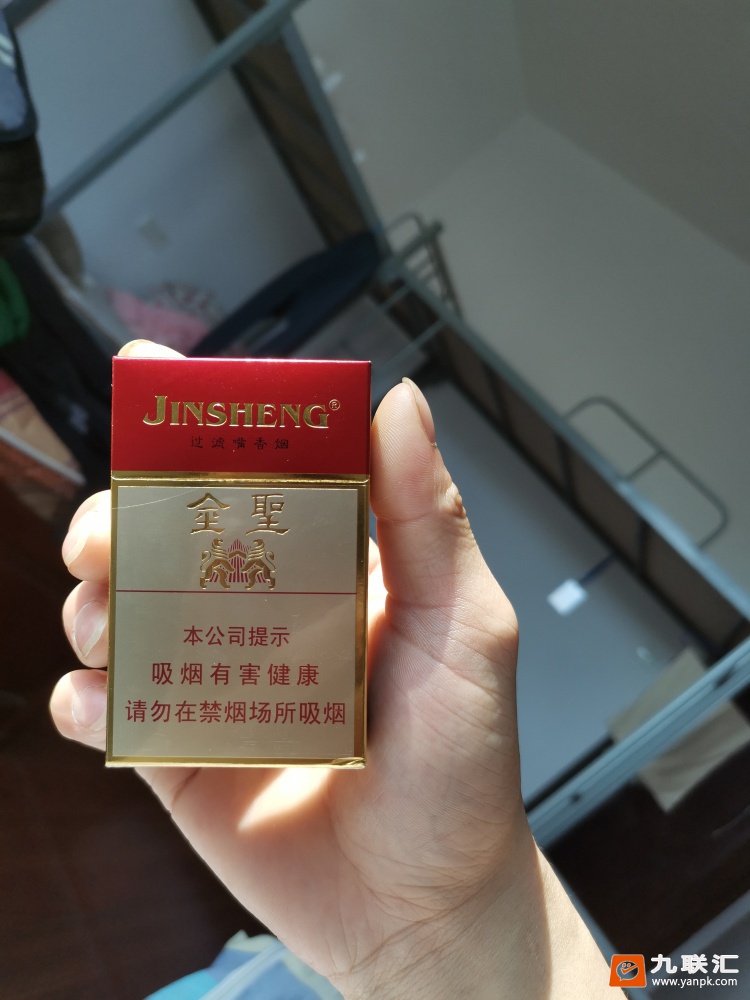 JINSHENG®
过滤嘴香烟
金聖
本公司提示
吸烟有害健康
请勿在禁烟场所吸烟
九联汇
www.yanpk.com